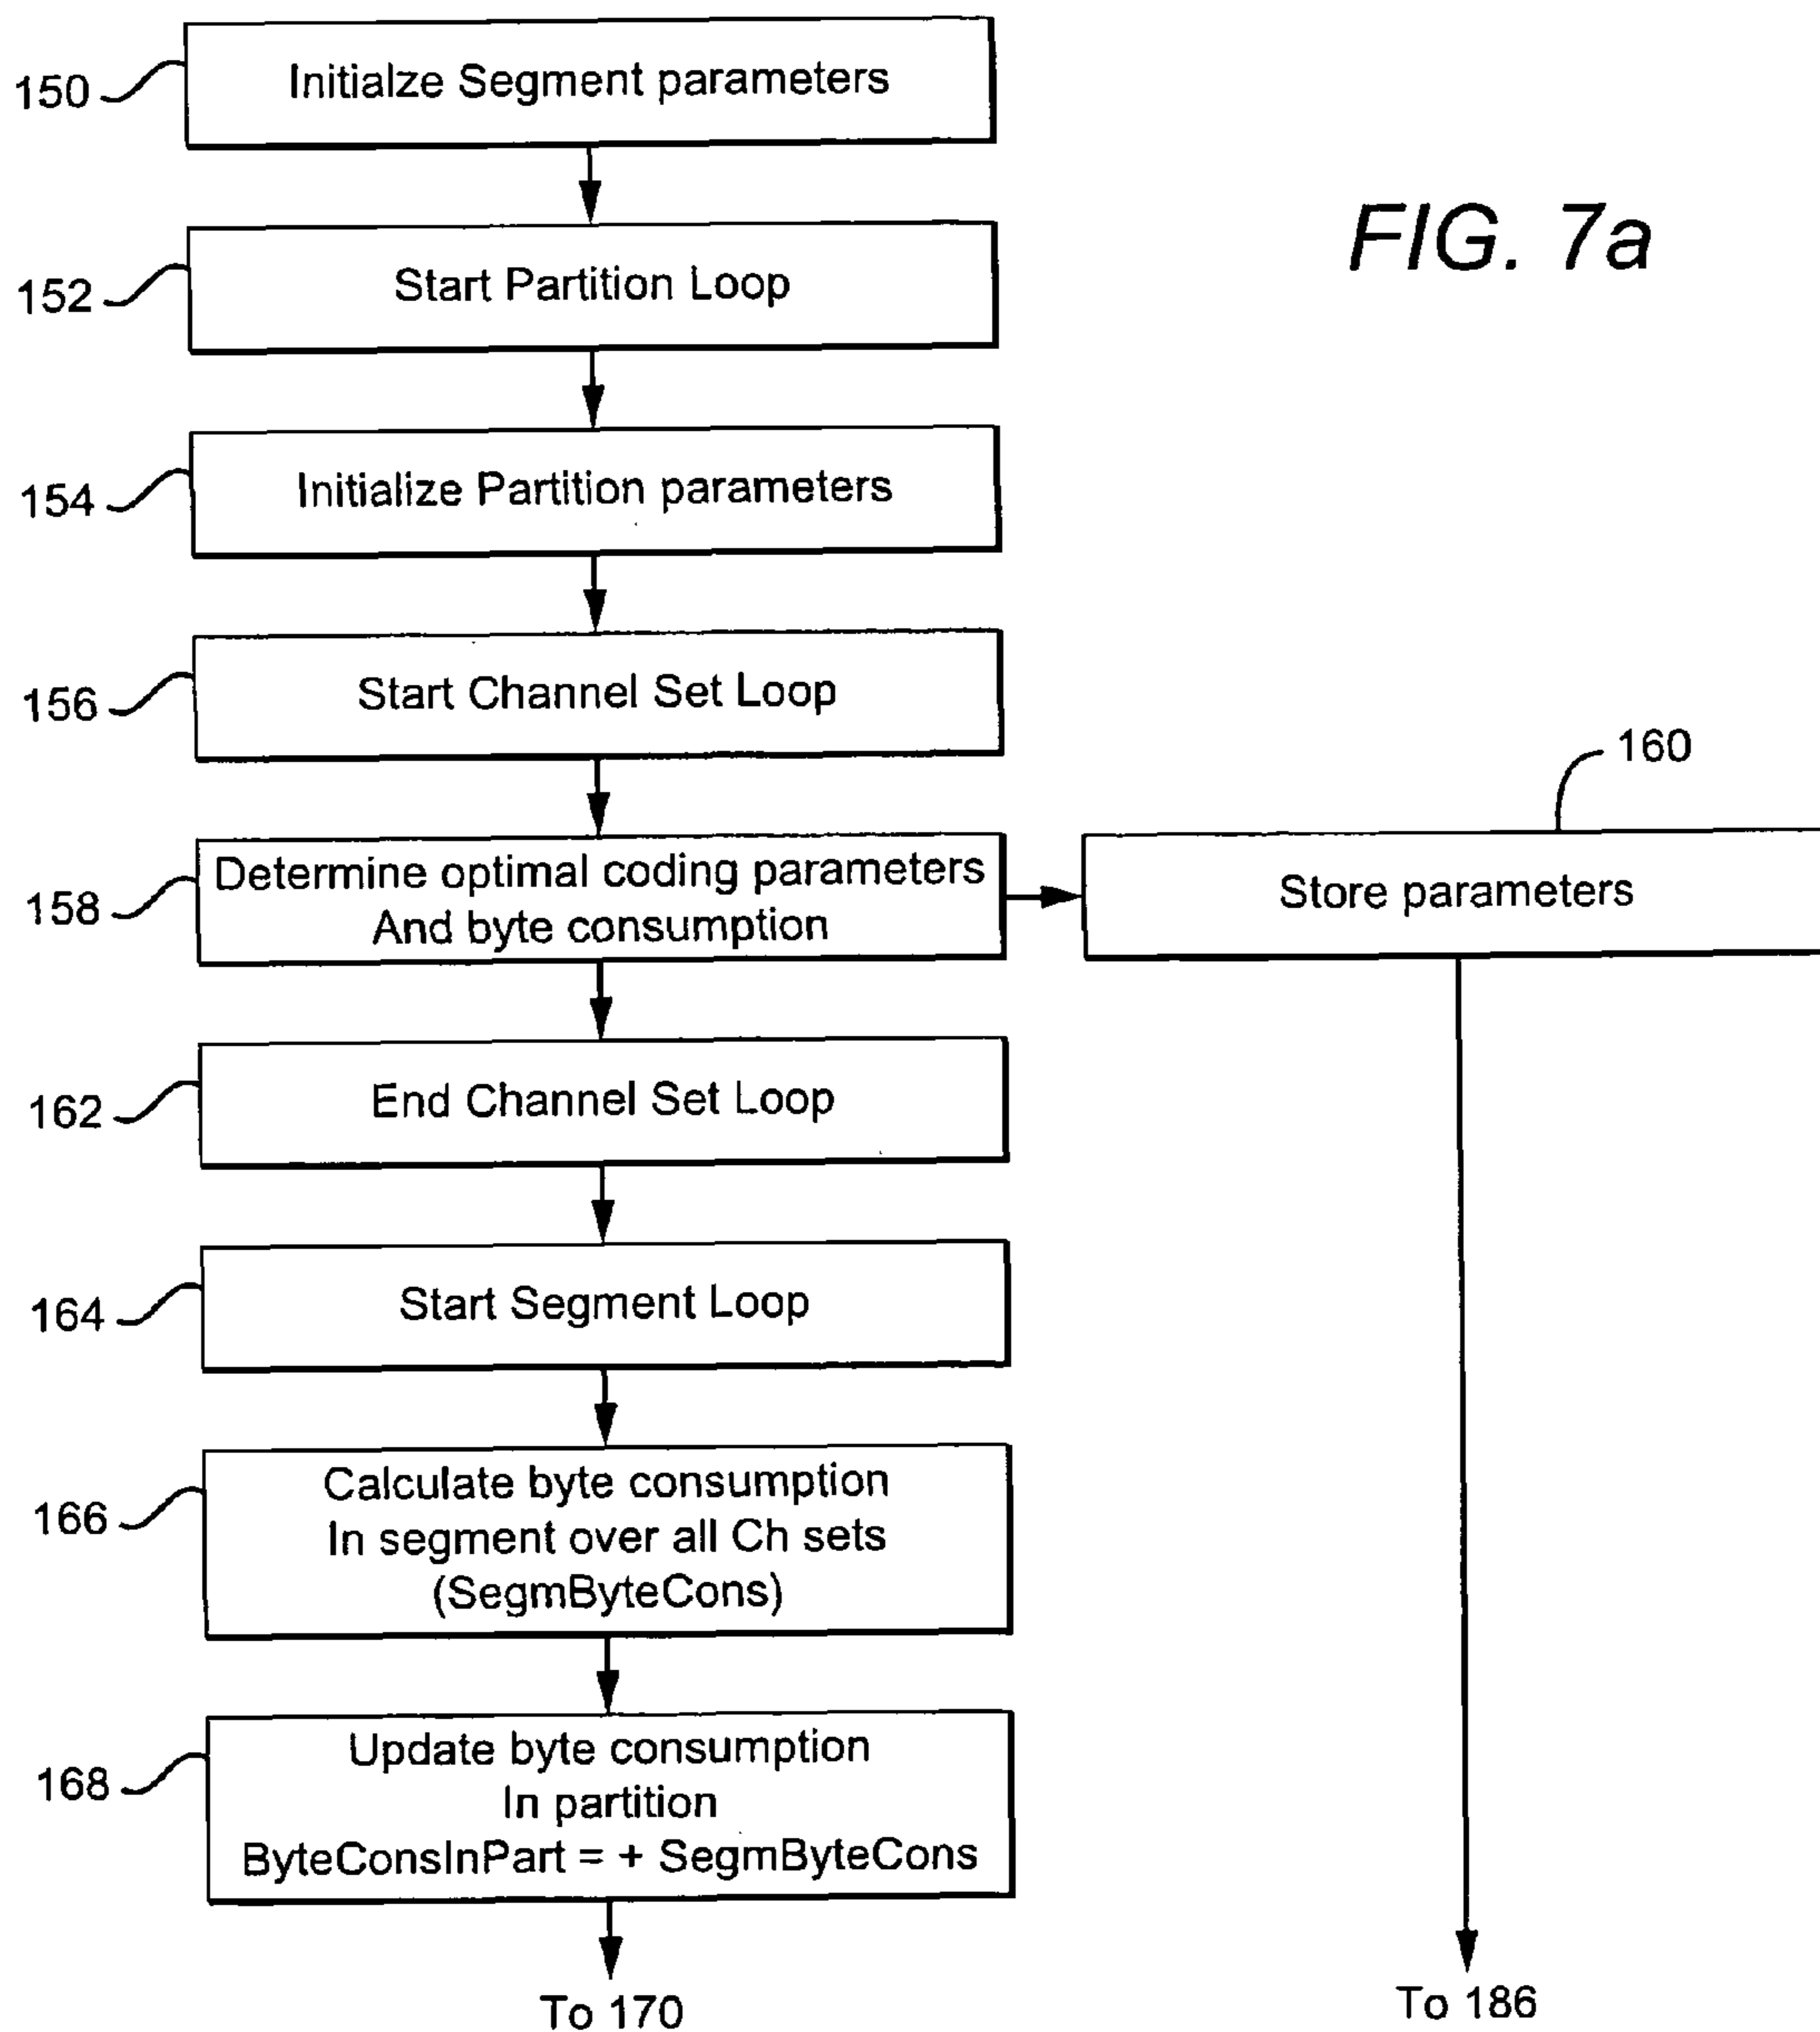 150
Initialze Segment parameters
FIG. 7a
152
Start Partition Loop
154
Initialize Partition parameters
156
Start Channel Set Loop
160
158
Determine optimal coding parameters
And byte consumption
Store parameters
162
End Channel Set Loop
164
Start Segment Loop
166
Calculate byte consumption
In segment over all Ch sets
(SegmByteCons)
168
Update byte consumption
In partition
ByteConsInPart = + SegmByteCons
To 170
To 186